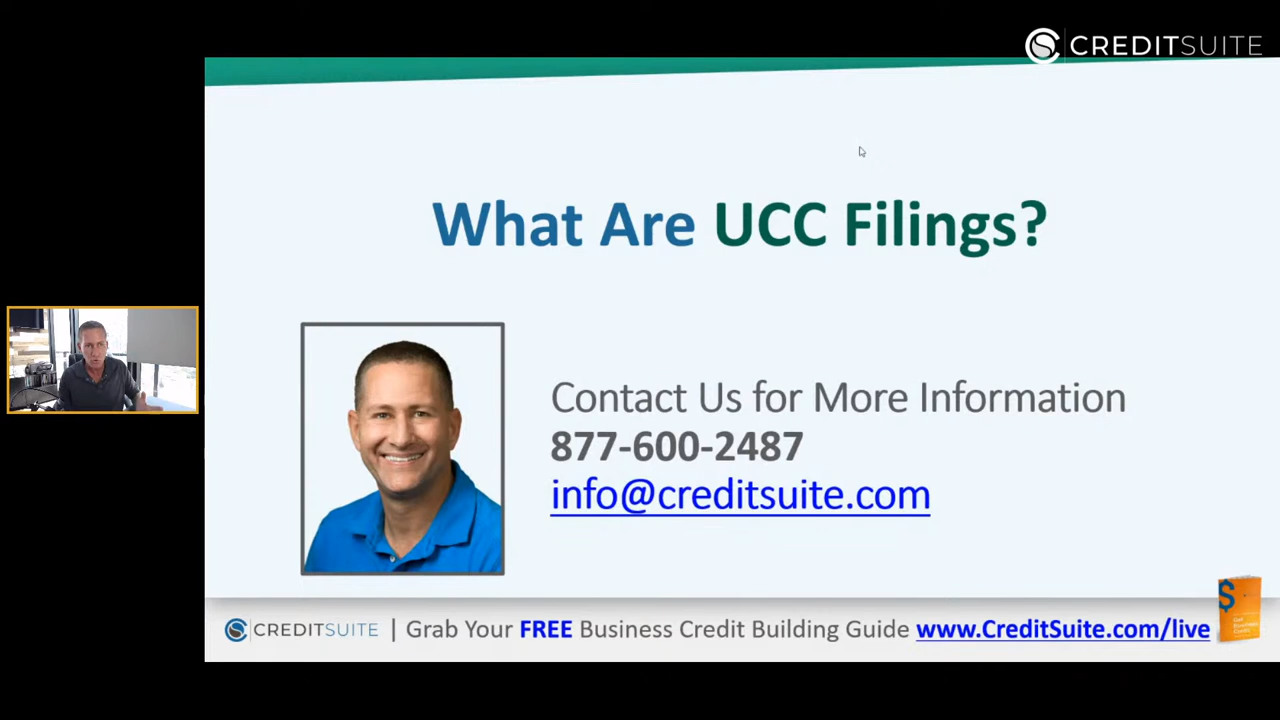 CREDITSUITE
What Are UCC Filings?
Contact Us for More Information
877-600-2487
info@creditsuite.com
CREDITSUITE | Grab Your FREE Business Credit Building Guide www.CreditSuite.com/live
$